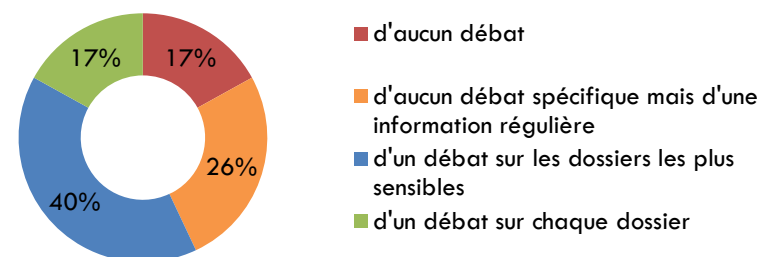 17%
17%
26%
40%
d'aucun débat
d'aucun débat spécifique mais d'une
information régulière
d'un débat sur les dossiers les plus
sensibles
d'un débat sur chaque dossier